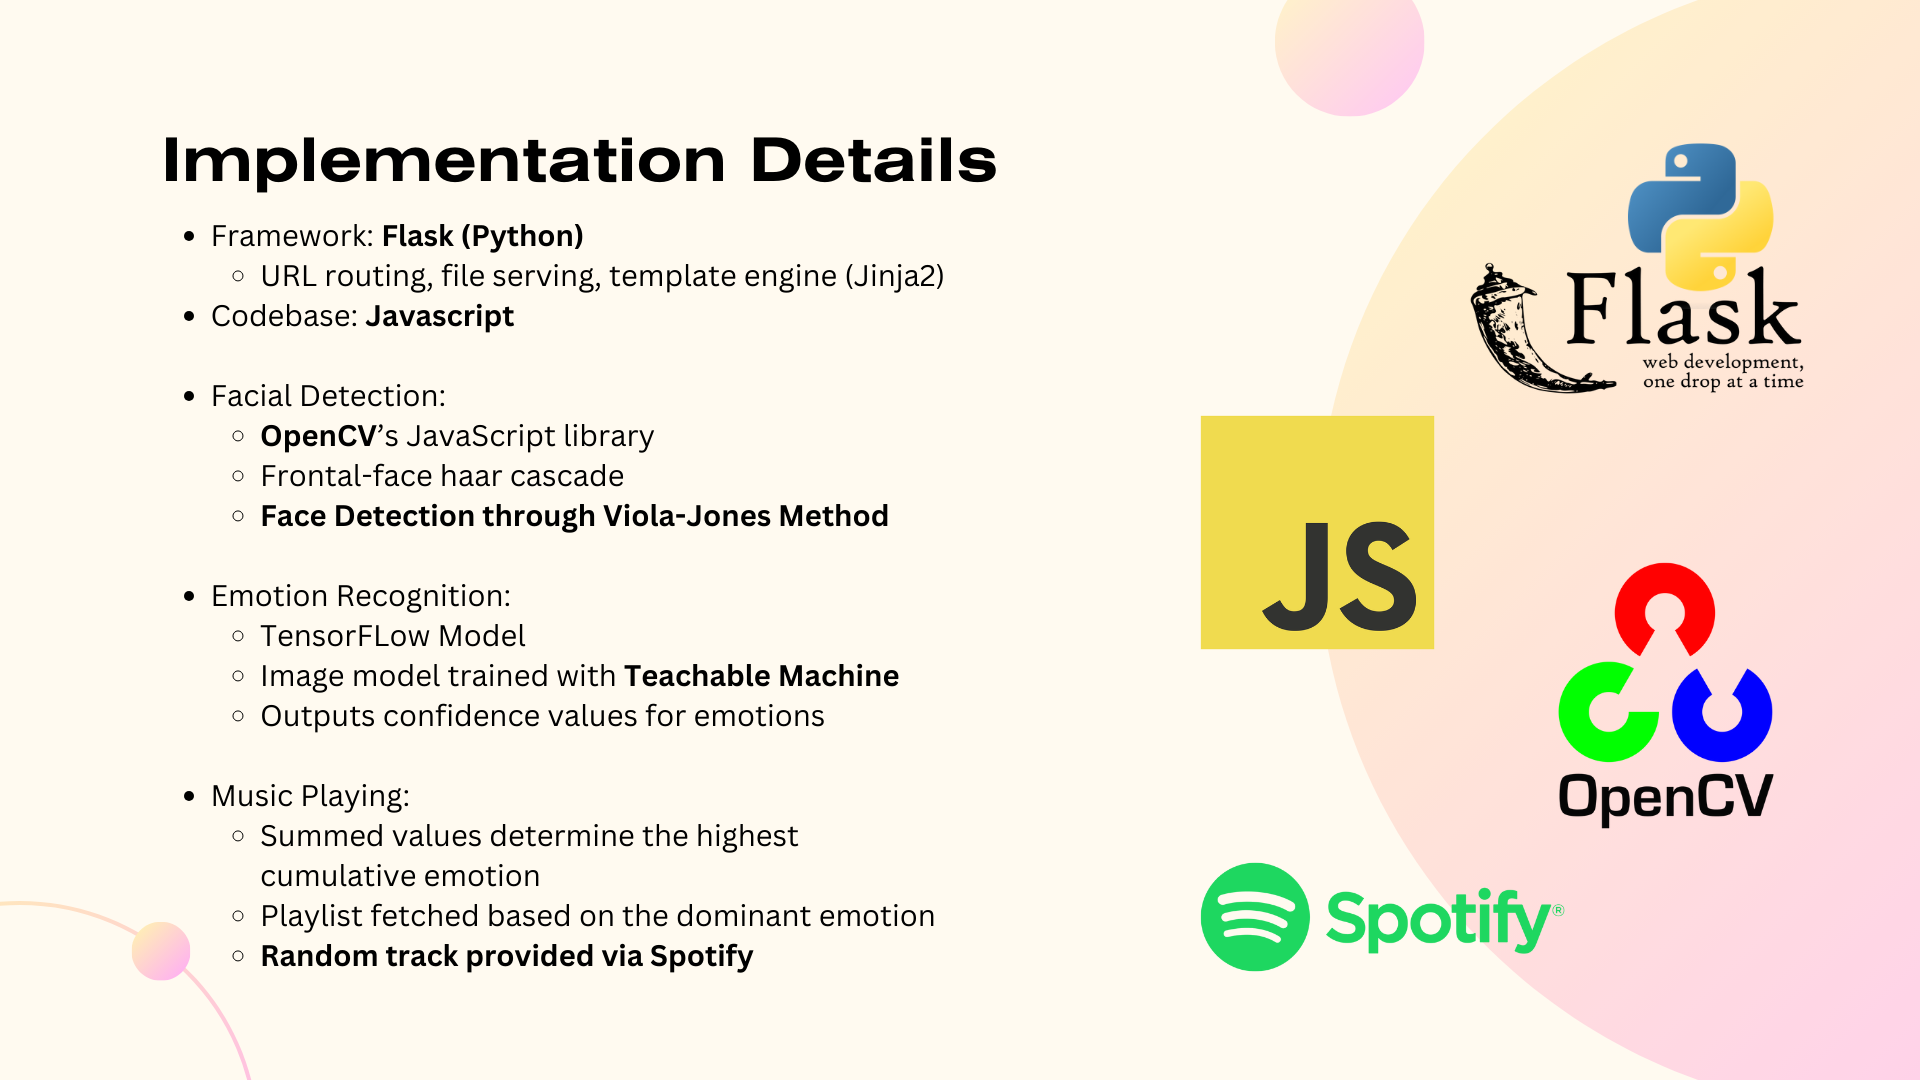 Implementation Details
Framework: Flask (Python)
URL routing, file serving, template engine (Jinja2)
Codebase: Javascript
Facial Detection:
OpenCV’s JavaScript library
Frontal-face haar cascade
Face Detection through Viola-Jones Method
Emotion Recognition:
TensorFLow Model
Image model trained with Teachable Machine
Outputs confidence values for emotions
Music Playing:
Summed values determine the highest
cumulative emotion
Playlist fetched based on the dominant emotion
Random track provided via Spotify
Flask
web development,
one drop at a time
JS
OpenCV
Spotify®